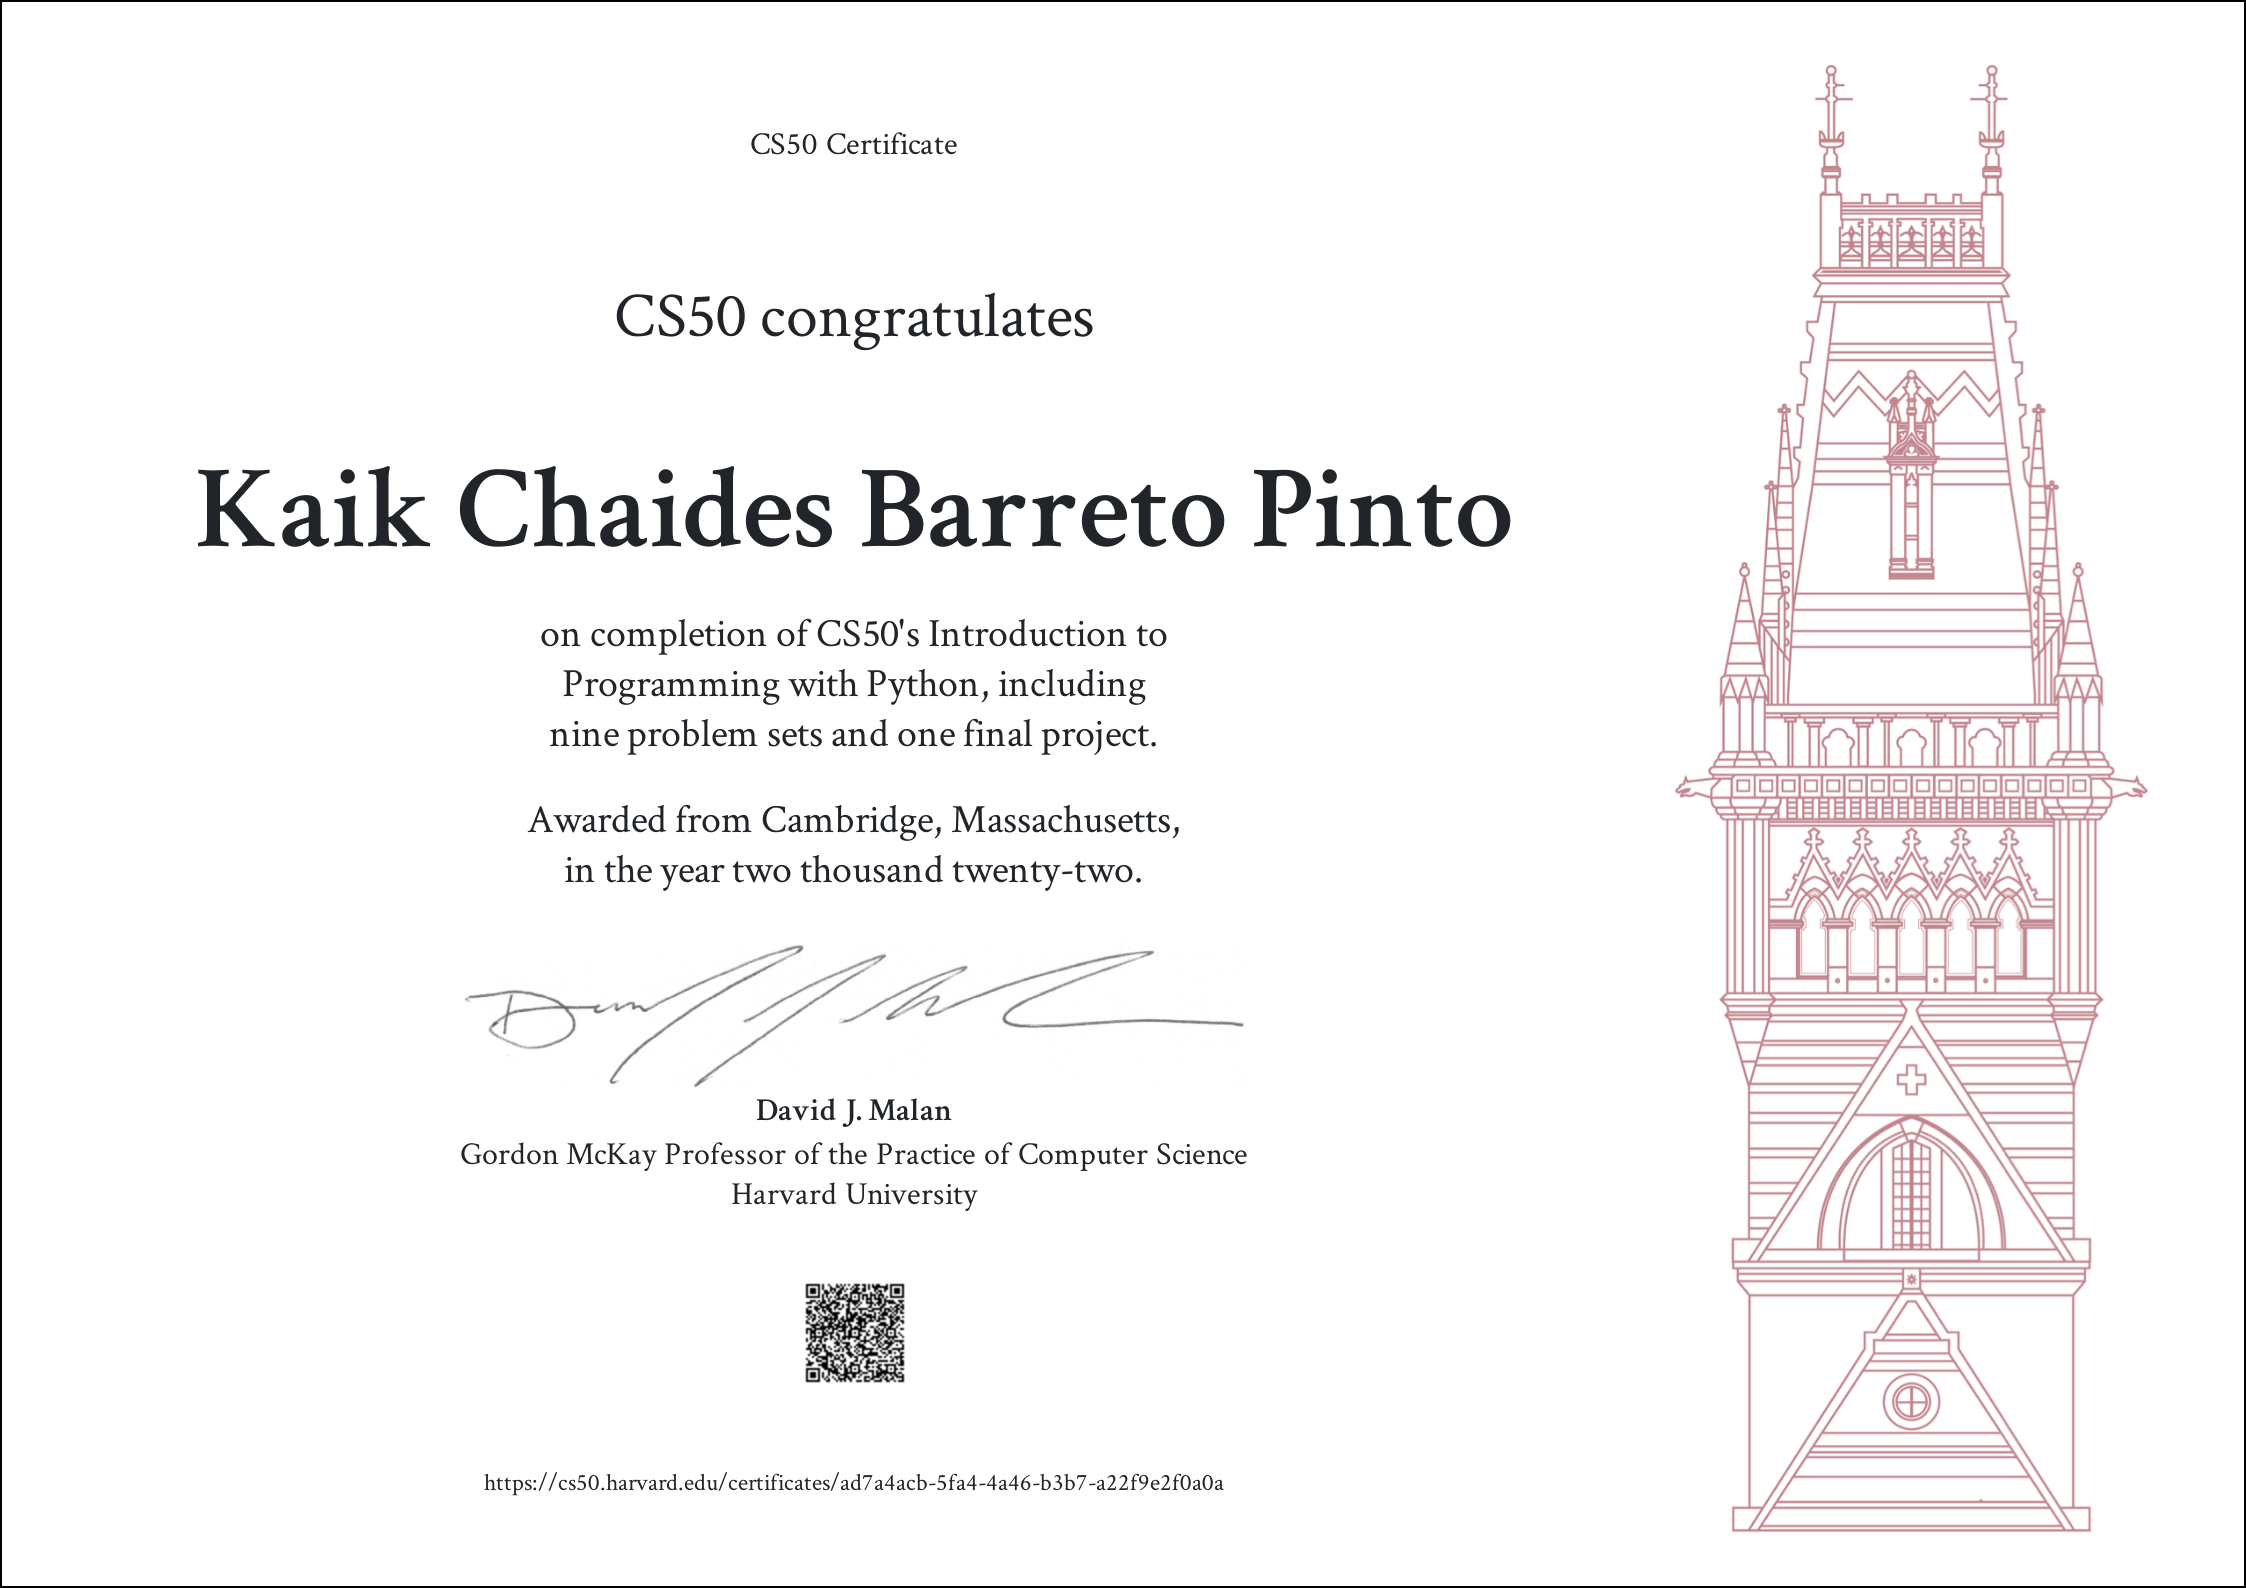 CS50 Certificate
CS50 congratulates
Kaik Chaides Barreto Pinto
on completion of CS50's Introduction to
Programming with Python, including
nine problem sets and one final project.
Awarded from Cambridge, Massachusetts,
in the year two thousand twenty-two.
David J. Malan
Gordon McKay Professor of the Practice of Computer Science
Harvard University
https://cs50.harvard.edu/certificates/ad7a4acb-5fa4-4a46-b3b7-a22f9e2f0a0a